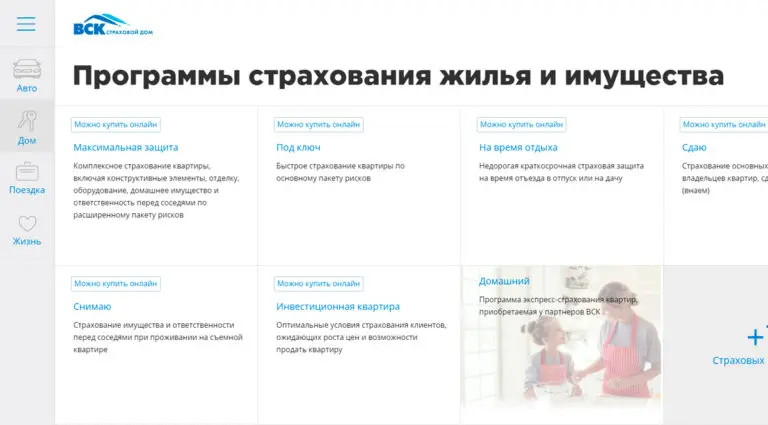 ВСК СТРАХОВОЙ ДОМ
Программы страхования жилья и имущества
Авто
Дом
Поездка
Жизнь
Можно купить онлайн
Максимальная защита
Комплексное страхование квартиры,
включая конструктивные элементы, отделку,
оборудование, домашнее имущество и
ответственность перед соседями по
расширенному пакету рисков
Можно купить онлайн
Под ключ
Быстрое страхование квартиры по
основному пакету рисков
Можно купить онлайн
На время отдыха
Недорогая краткосрочная страховая защита
на время отъезда в отпуск или на дачу
Можно купить онлайн
Сдаю
Страхование основных
владельцев квартир, сд
(внаем)
Можно купить онлайн
Снимаю
Страхование имущества и ответственности
перед соседями при проживании на съемной
квартире
Можно купить онлайн
Инвестиционная квартира
Оптимальные условия страхования клиентов,
ожидающих роста цен и возможности
продать квартиру
Домашний
Программа экспресс-страхования квартир,
приобретаемая у партнеров ВСК
+
Страховых